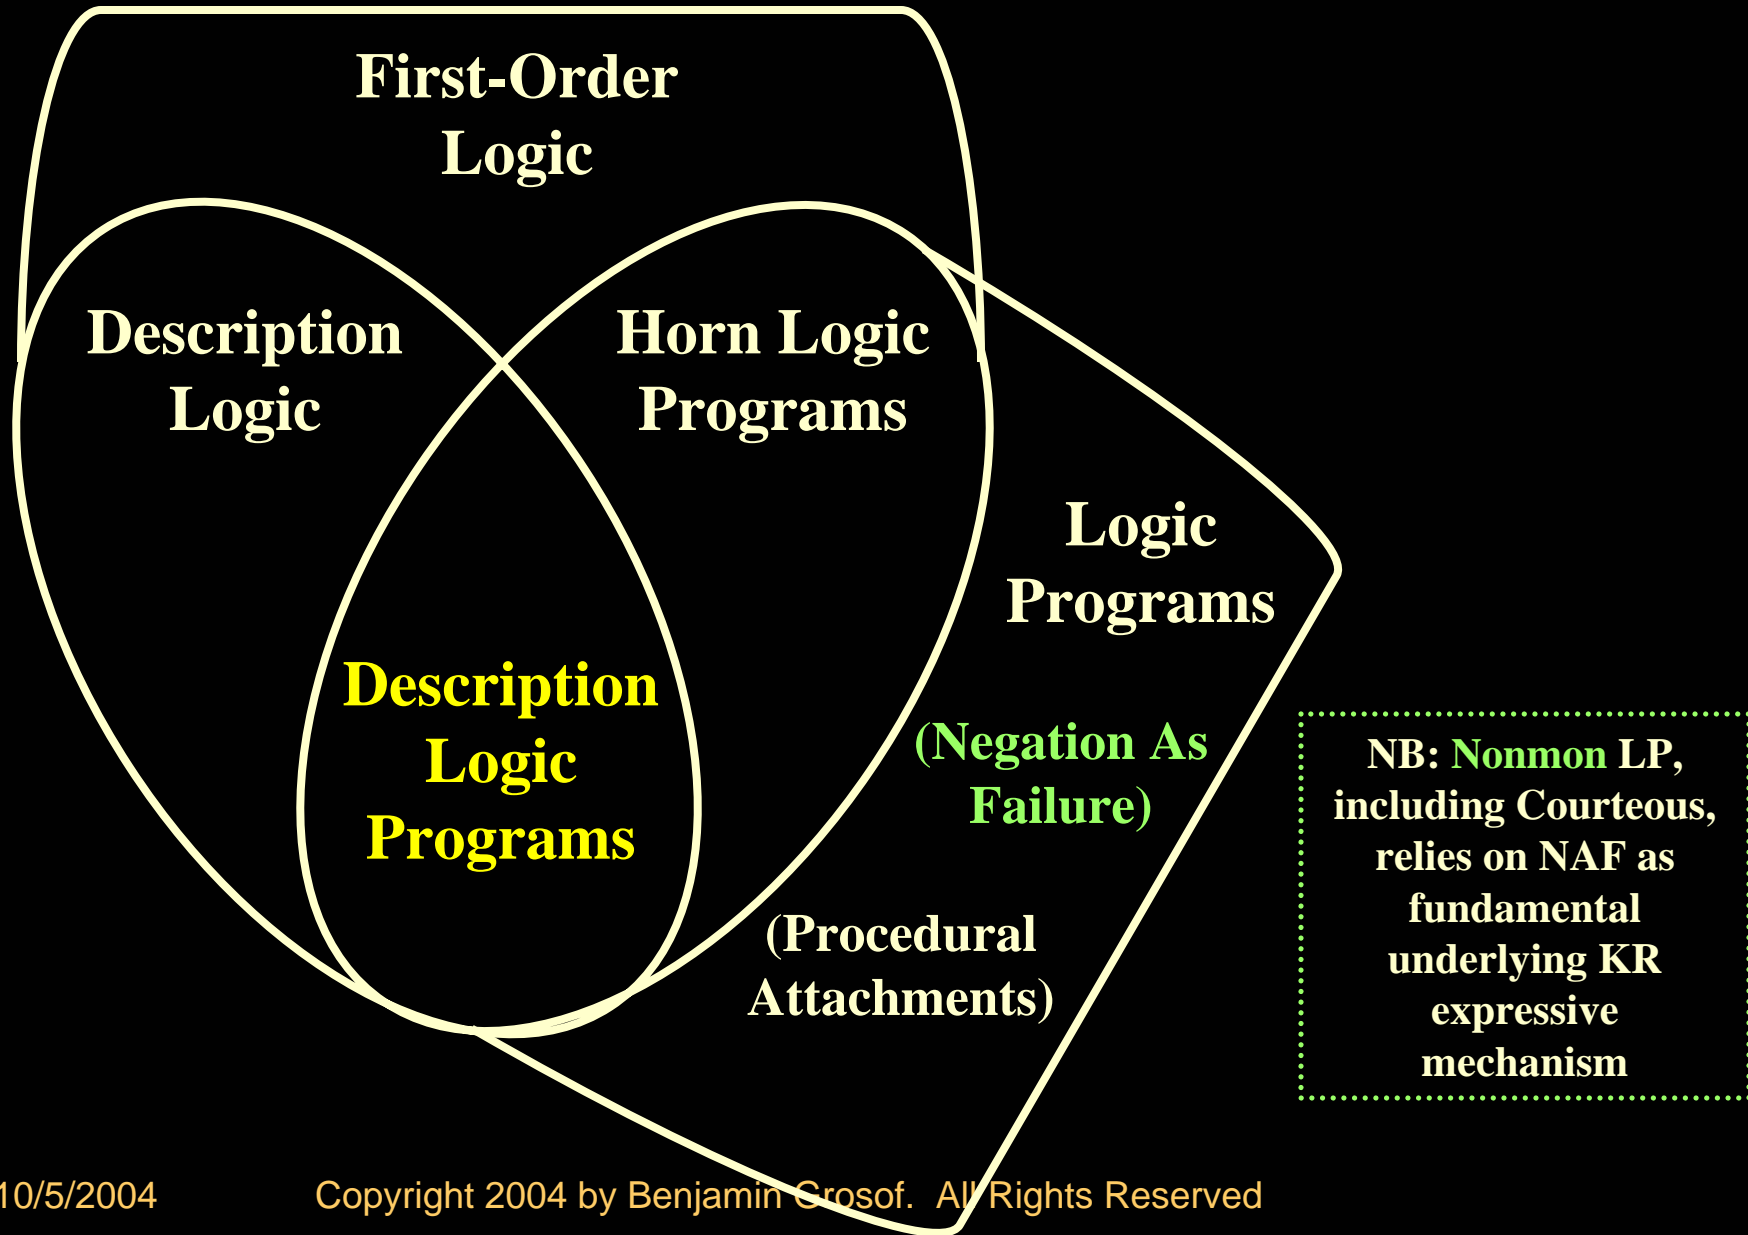 First-Order
Logic
Description
Logic
Horn Logic
Programs
Logic
Programs
Description
Logic
Programs
(Negation As
Failure)
(Procedural
Attachments)
NB: Nonmon LP,
including Courteous,
relies on NAF as
fundamental
underlying KR
expressive
mechanism
10/5/2004
Copyright 2004 by Benjamin Grosof. All Rights Reserved